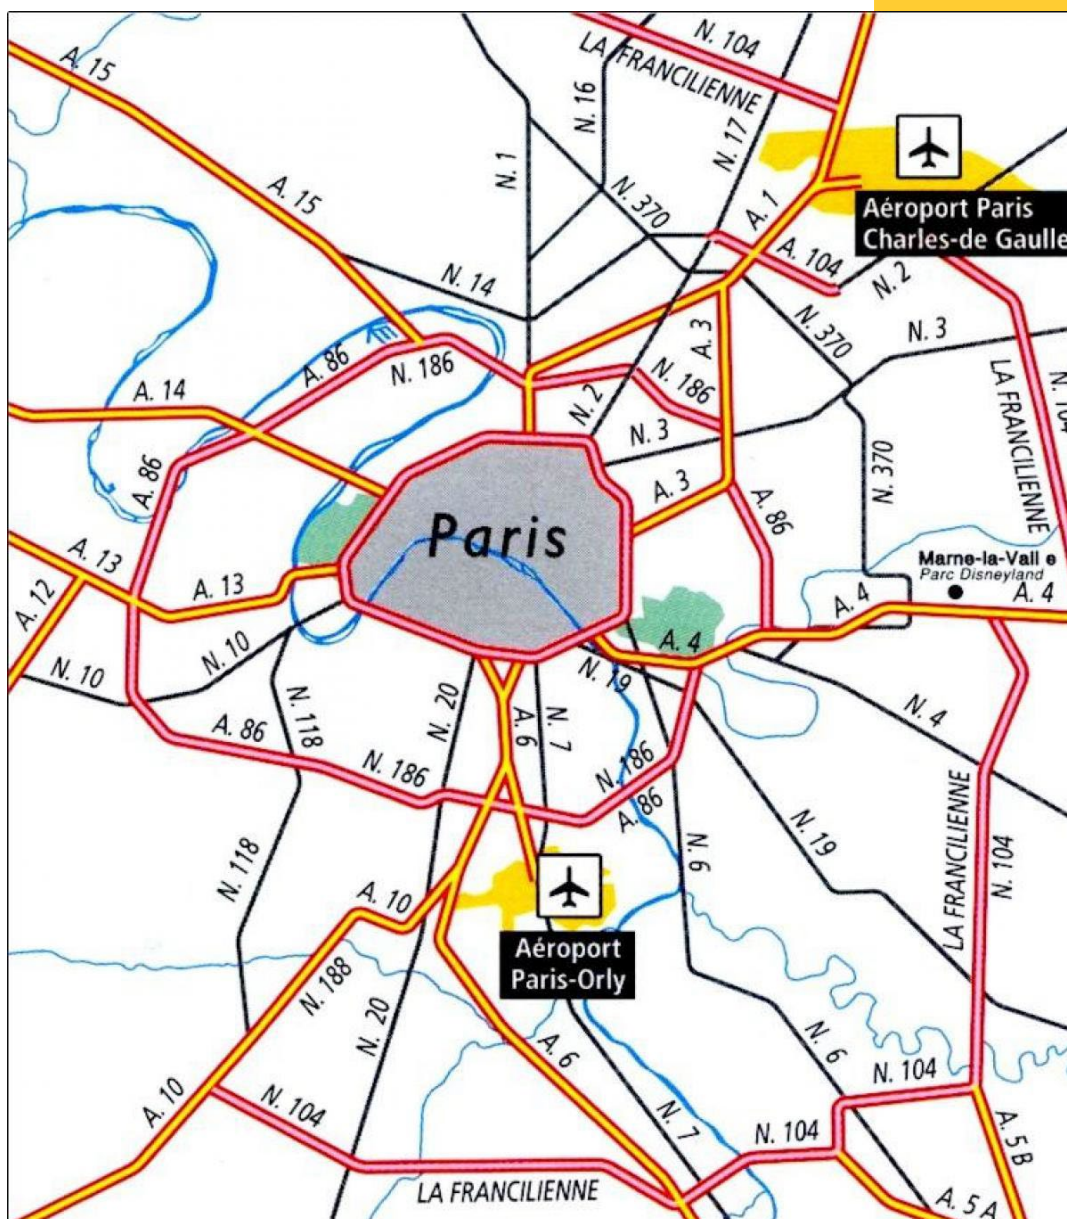 N. 104
LA FRANCILIENNE
A. 15
N. 16
N. 17
N. 1
A. 15
N. 370
A. 1
Aéroport Paris
Charles-de Gaulle
A. 104
N. 2
N. 14
A. 3
N. 370
N. 3
A. 86
N. 186
N. 186
LA FRANCILIENNE
N. 104
A. 14
N. 2
N. 3
A. 86
N. 370
A. 3
A. 86
Paris
A. 13
Marne-la-Vall e
Parc Disneyland
A. 12
A. 13
A. 4
A. 4
A. 4
N. 10
N. 10
N. 19
N. 118
N. 20
A. 6
N. 7
N. 4
A. 86
N. 186
N. 186
A. 86
LA FRANCILIENNE
N. 104
N. 19
N. 6
N. 118
A. 10
Aéroport
Paris-Orly
N. 188
N. 20
A. 6
N. 6
N. 104
A. 10
N. 104
N. 7
N. 104
A. 5 B
LA FRANCILIENNE
A. 5 A